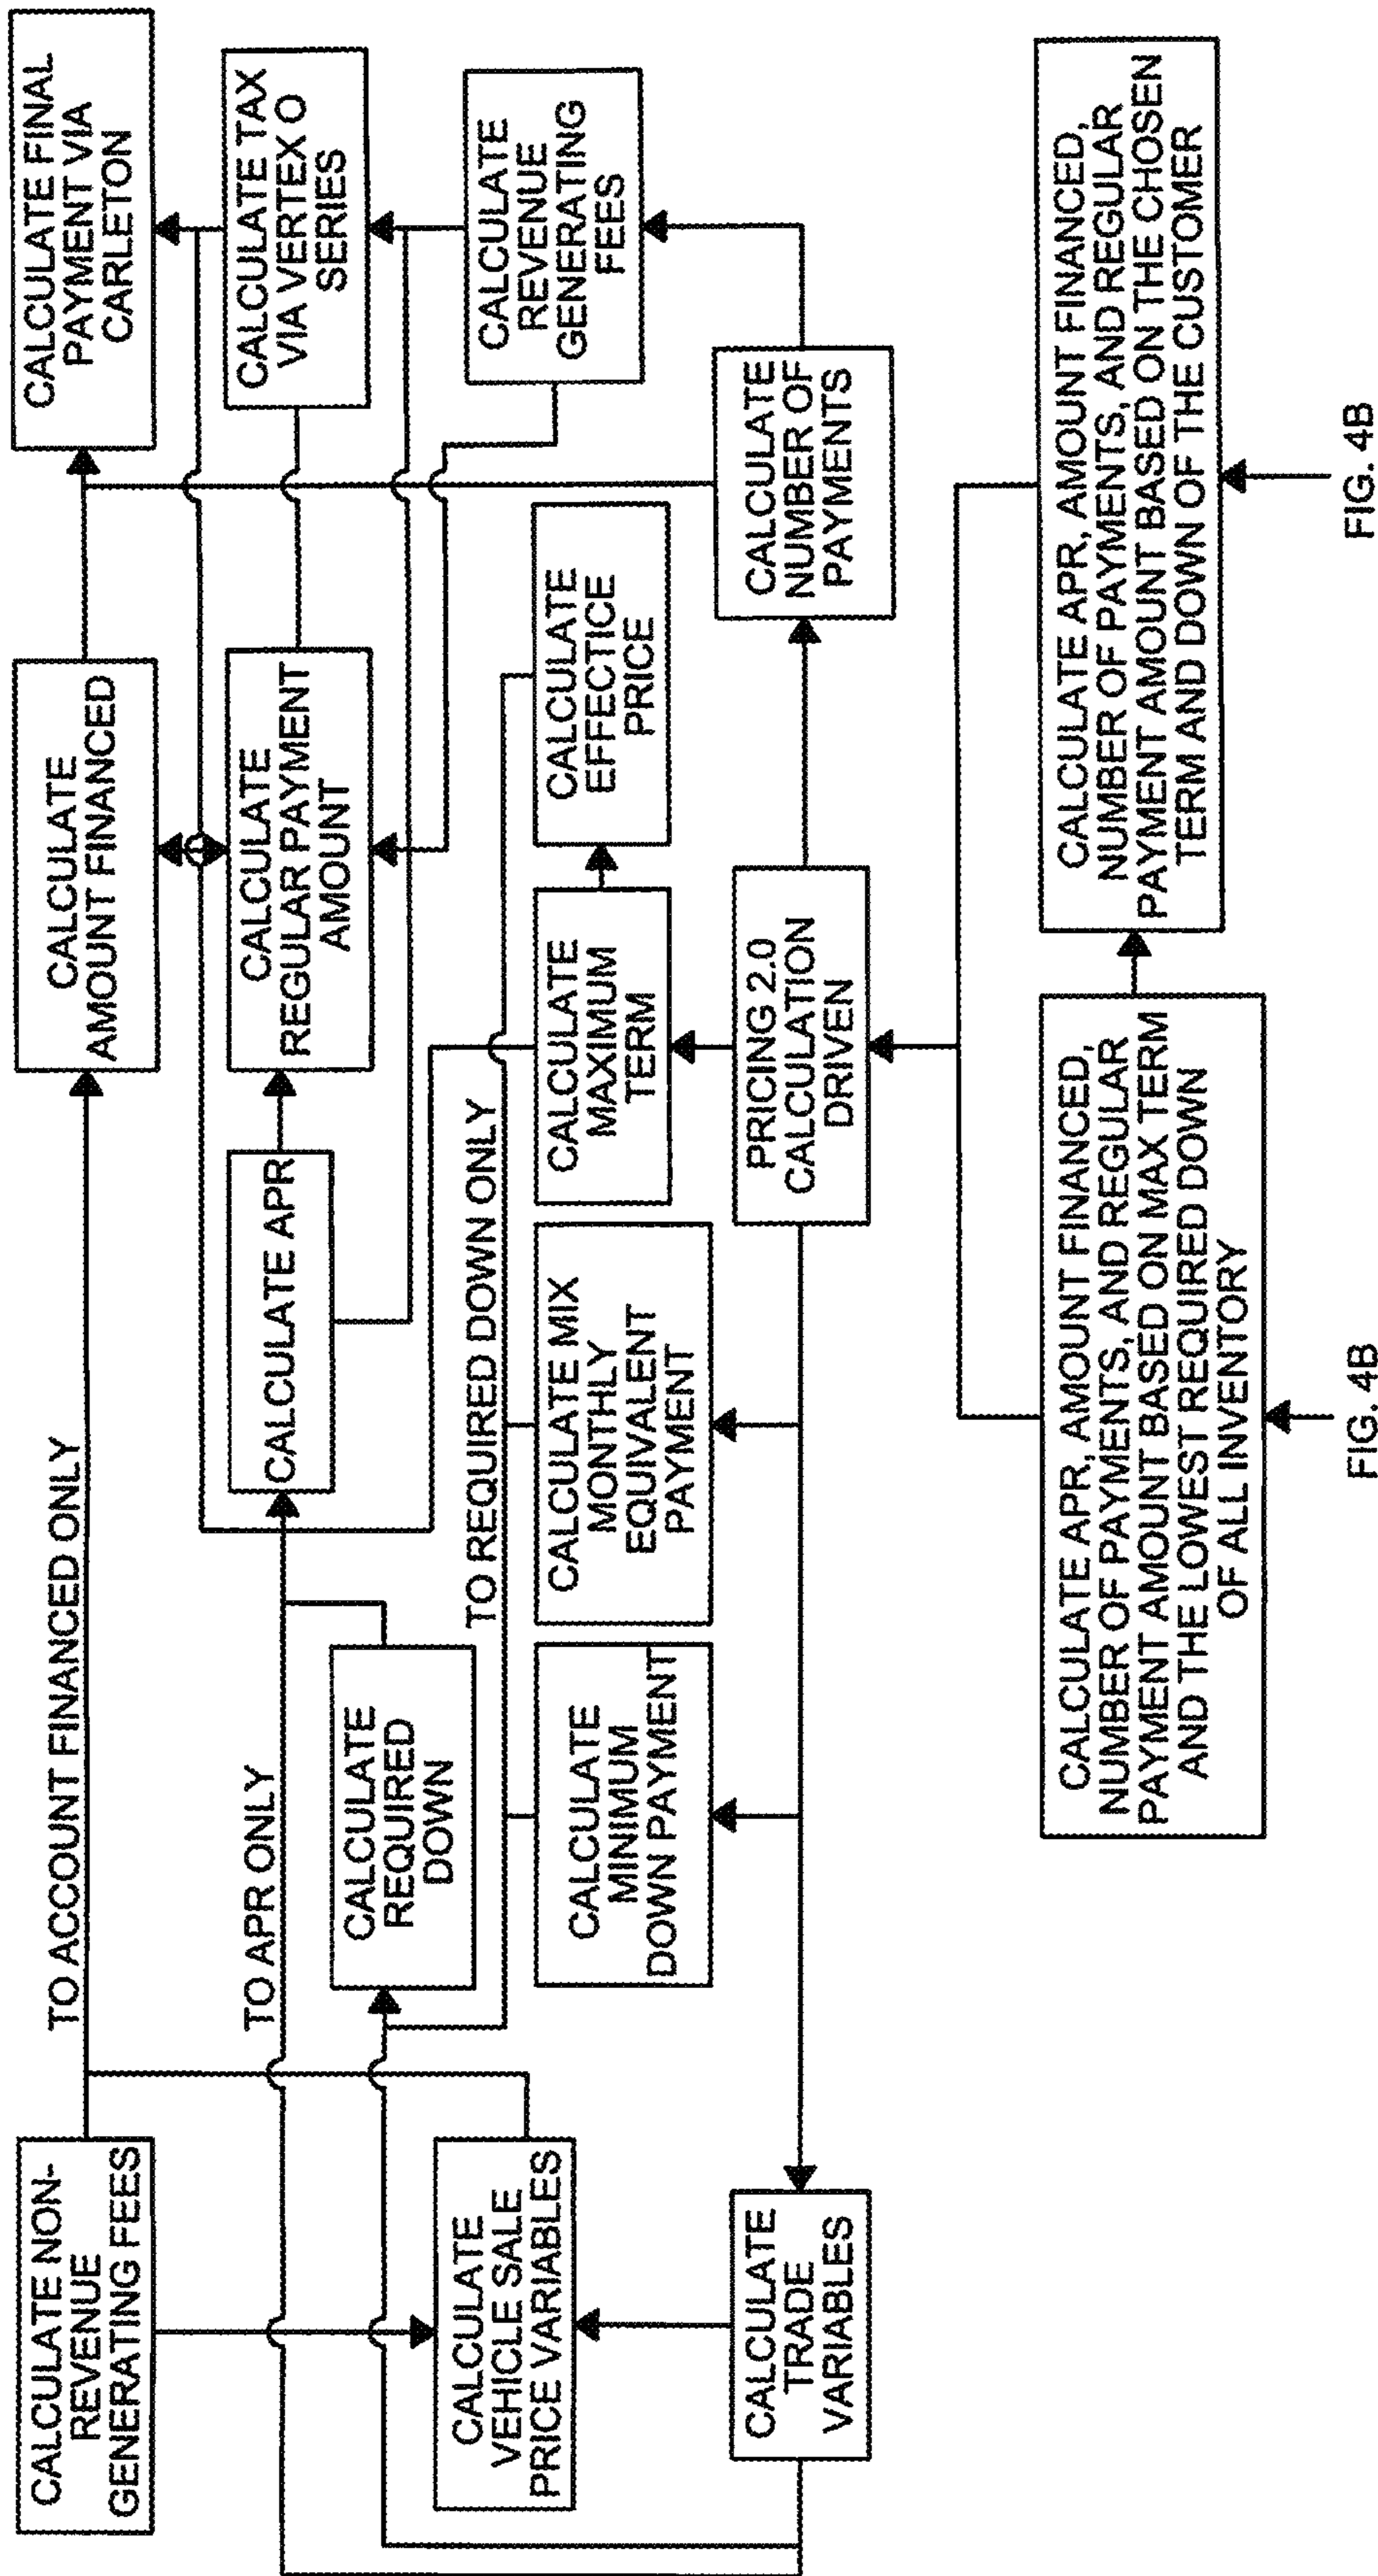 CALCULATE NON-
REVENUE
GENERATING FEES
TO ACCOUNT FINANCED ONLY
CALCULATE
AMOUNT FINANCED
CALCULATE FINAL
PAYMENT VIA
CARLETON
TO APR ONLY
CALCULATE APR
CALCULATE
REGULAR PAYMENT
AMOUNT
CALCULATE TAX
VIA VERTEX O
SERIES
CALCULATE
REQUIRED
DOWN
CALCULATE
VEHICLE SALE
PRICE VARIABLES
TO REQUIRED DOWN ONLY
CALCULATE
MINIMUM
DOWN PAYMENT
CALCULATE MIX
MONTHLY
EQUIVALENT
PAYMENT
CALCULATE
MAXIMUM
TERM
CALCULATE
EFFECTICE
PRICE
CALCULATE
REVENUE
GENERATING
FEES
CALCULATE
TRADE
VARIABLES
PRICING 2.0
CALCULATION
DRIVEN
CALCULATE
NUMBER OF
PAYMENTS
CALCULATE APR, AMOUNT FINANCED,
NUMBER OF PAYMENTS, AND REGULAR
PAYMENT AMOUNT BASED ON MAX TERM
AND THE LOWEST REQUIRED DOWN
OF ALL INVENTORY
CALCULATE APR, AMOUNT FINANCED,
NUMBER OF PAYMENTS, AND REGULAR
PAYMENT AMOUNT BASED ON THE CHOSEN
TERM AND DOWN OF THE CUSTOMER
FIG. 4B
FIG. 4B